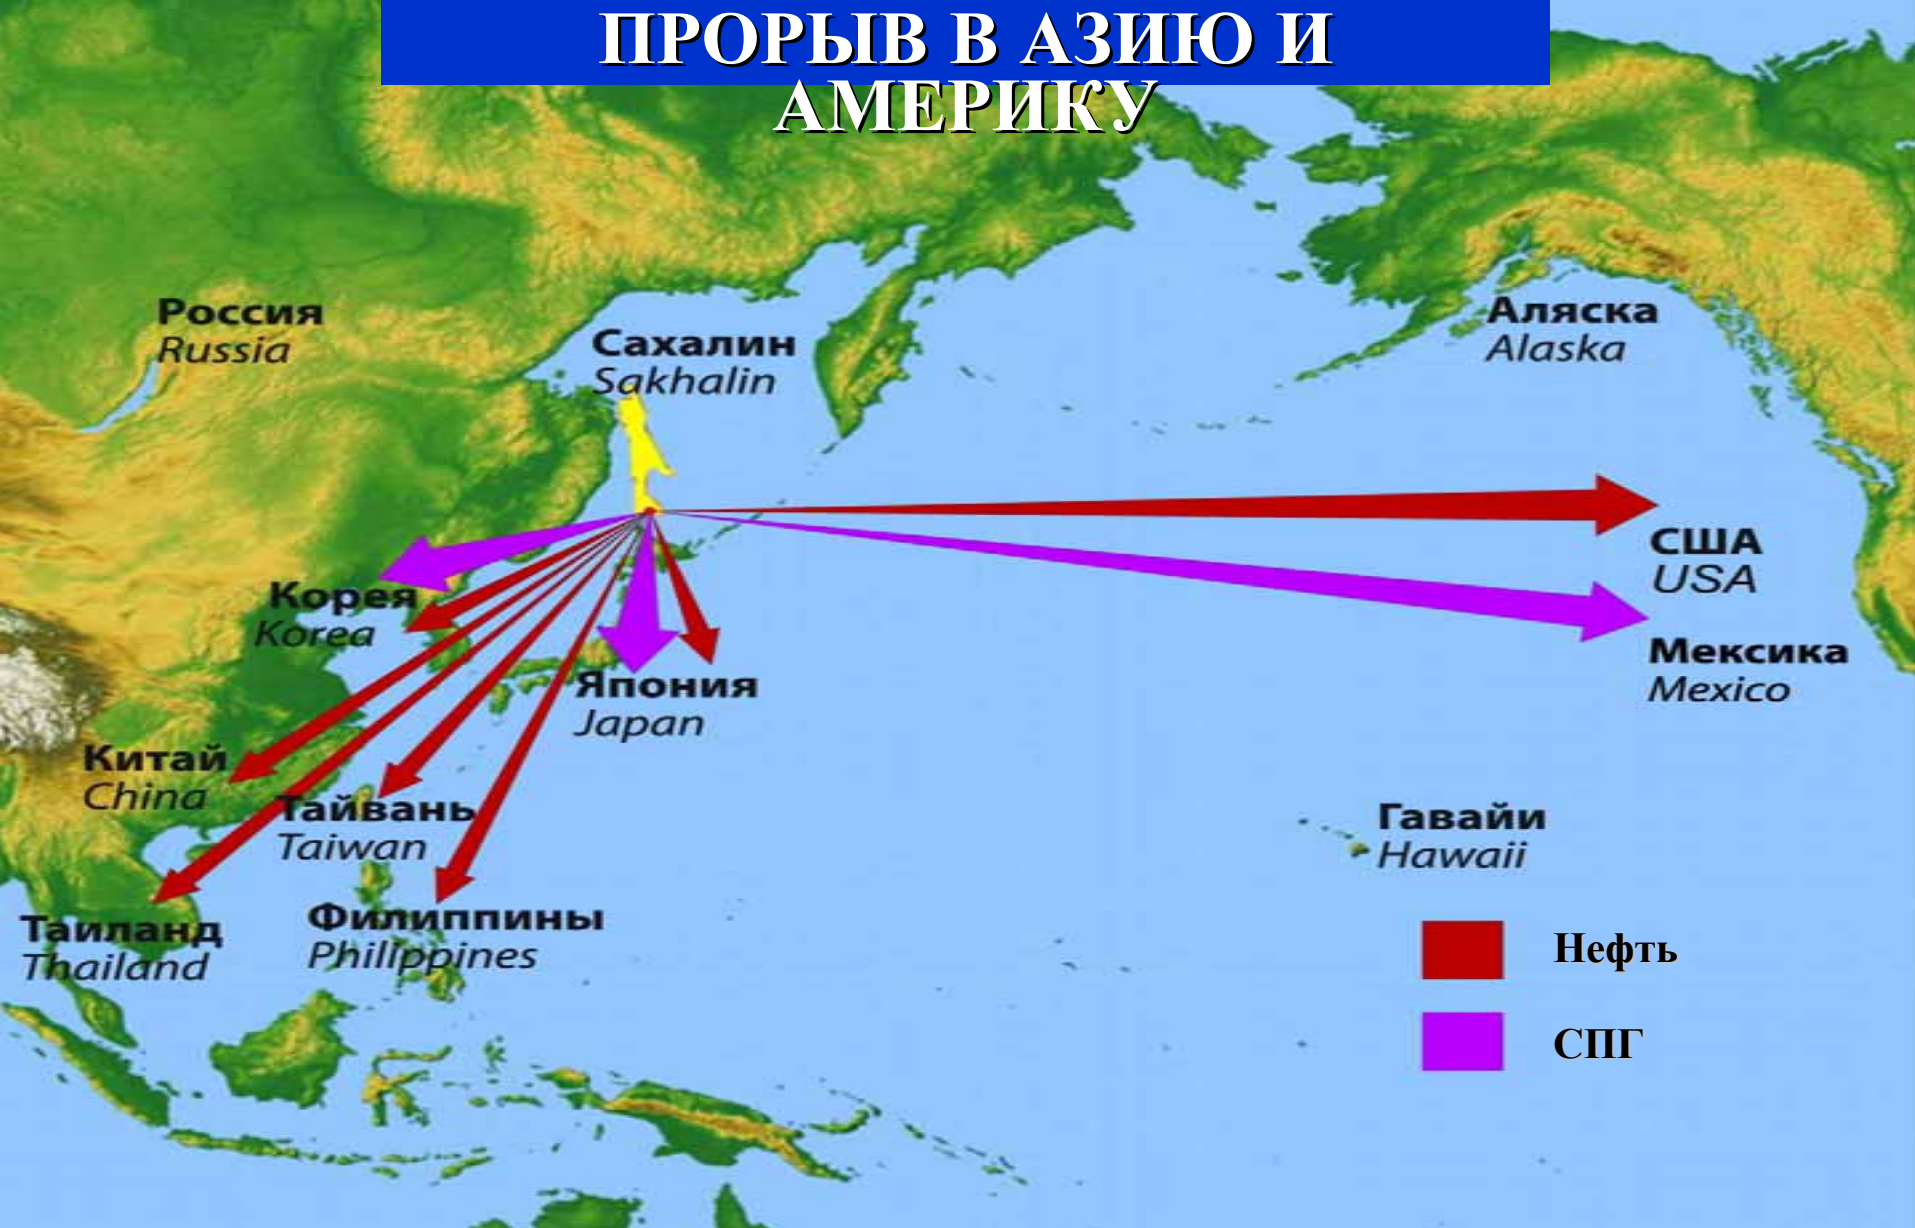 ПРОРЫВ В АЗИЮ И
АМЕРИКУ
Россия
Russia
Сахалин
Sakhalin
Аляска
Alaska
США
USA
Корея
Korea
Мексика
Mexico
Япония
Japan
Китай
China
Тайвань
Taiwan
Гавайи
Hawaii
Таиланд
Thailand
Филиппины
Philippines
Нефть
СПГ